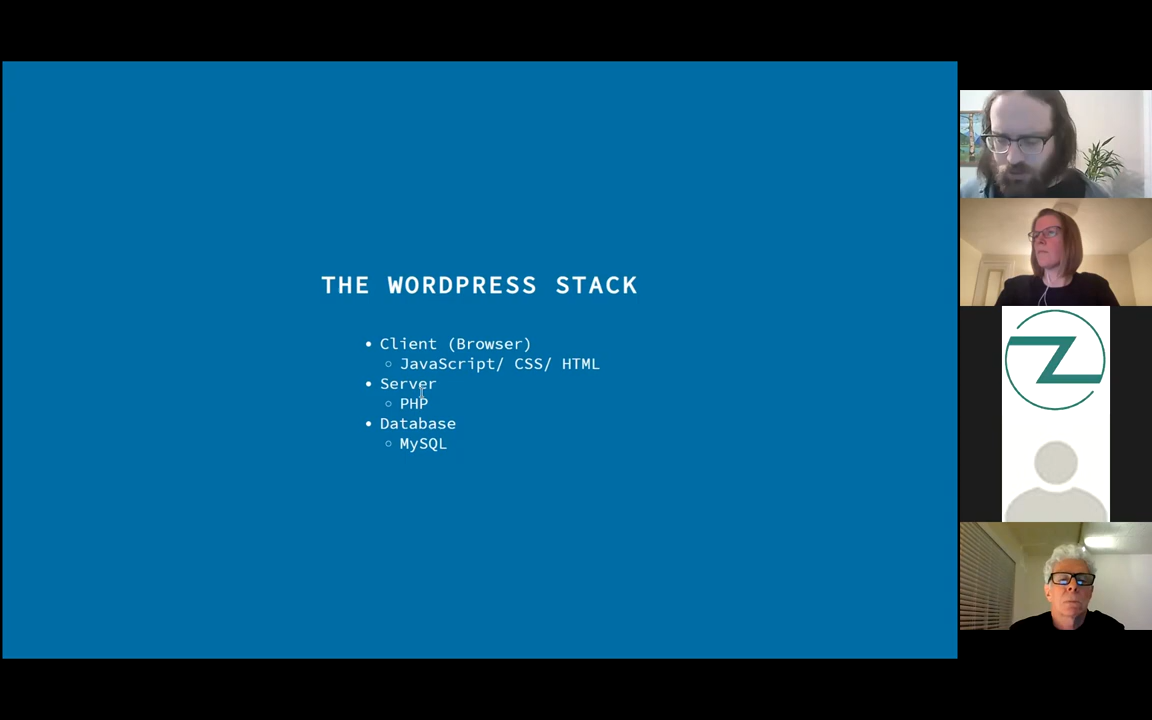 THE WORDPRESS STACK
• Client (Browser)
◦ JavaScript/ CSS/ HTML
• Server
◦ PHP
• Database
◦ MySQL
Z